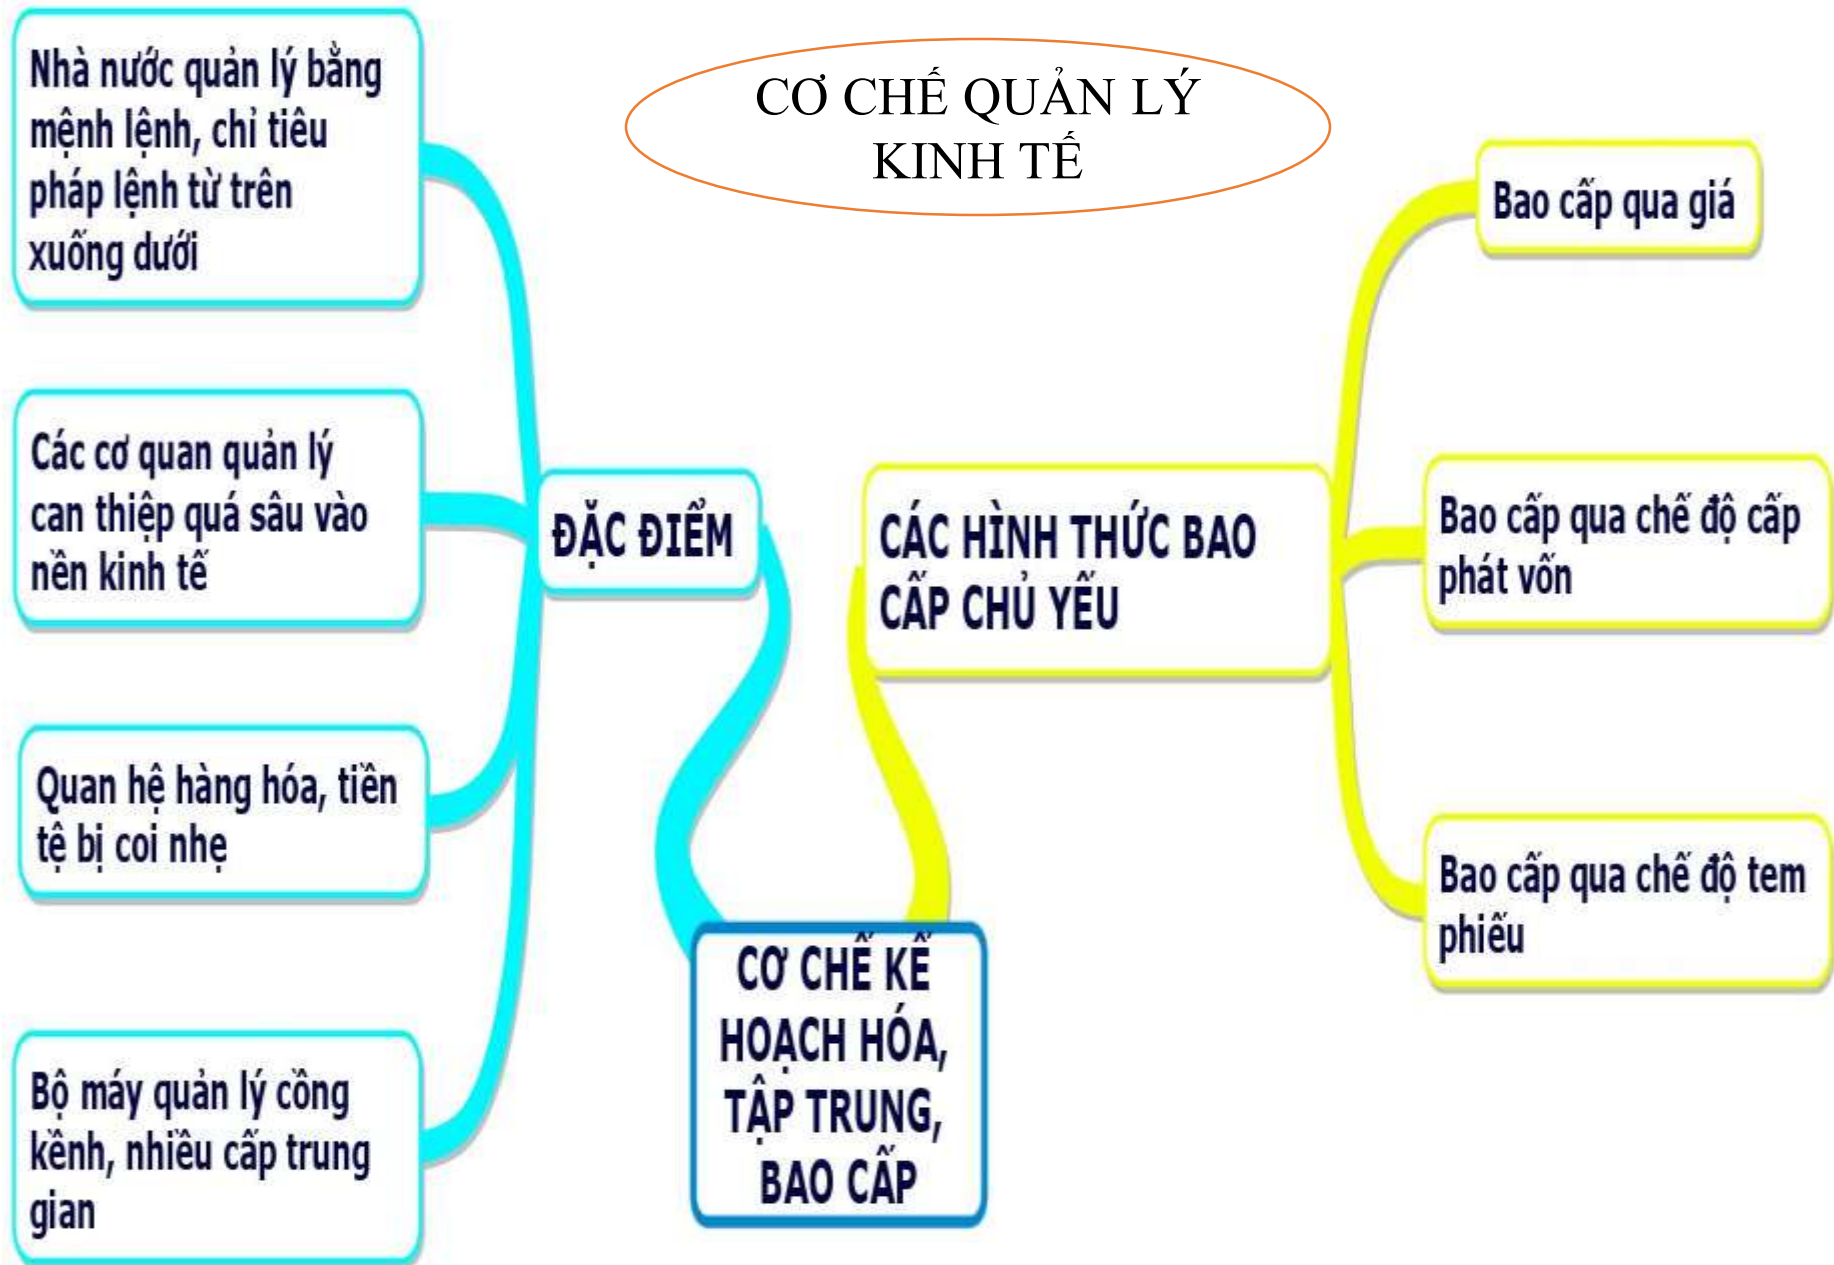 CƠ CHẾ QUẢN LÝ
KINH TẾ
Nhà nước quản lý bằng
mệnh lệnh, chỉ tiêu
pháp lệnh từ trên
xuống dưới
Các cơ quan quản lý
can thiệp quá sâu vào
nền kinh tế
Quan hệ hàng hóa, tiền
tệ bị coi nhẹ
Bộ máy quản lý cồng
kềnh, nhiều cấp trung
gian
ĐẶC ĐIỂM
CÁC HÌNH THỨC BAO
CẤP CHỦ YẾU
Bao cấp qua giá
Bao cấp qua chế độ cấp
phát vốn
Bao cấp qua chế độ tem
phiếu
CƠ CHẾ KẾ
HOẠCH HÓA,
TẬP TRUNG,
BAO CẤP